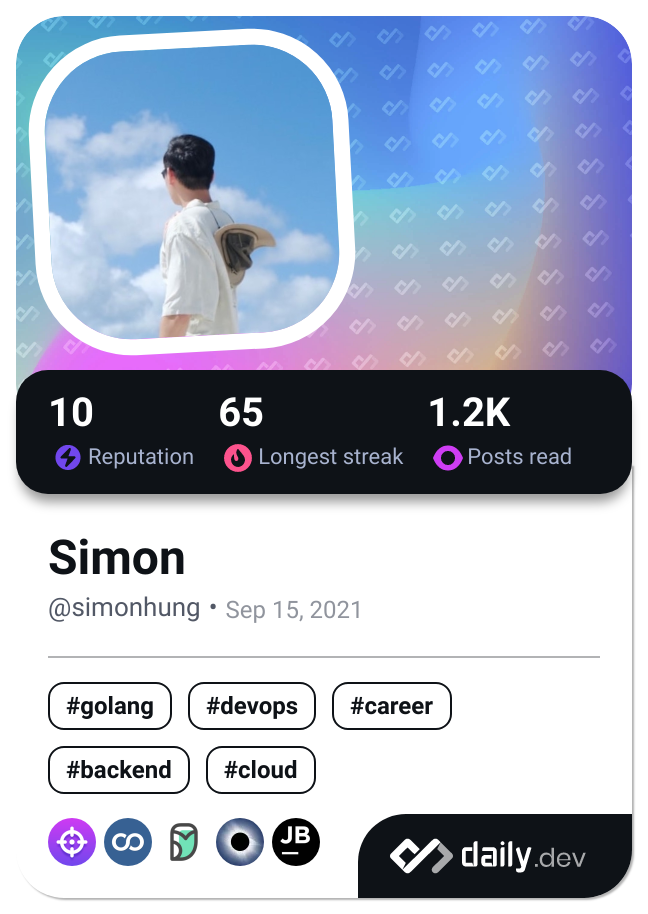 10 65 1.2K
Reputation Longest streak Posts read
Simon
@simonhung • Sep 15, 2021
#golang #devops #career
#backend #cloud
JB
daily.dev